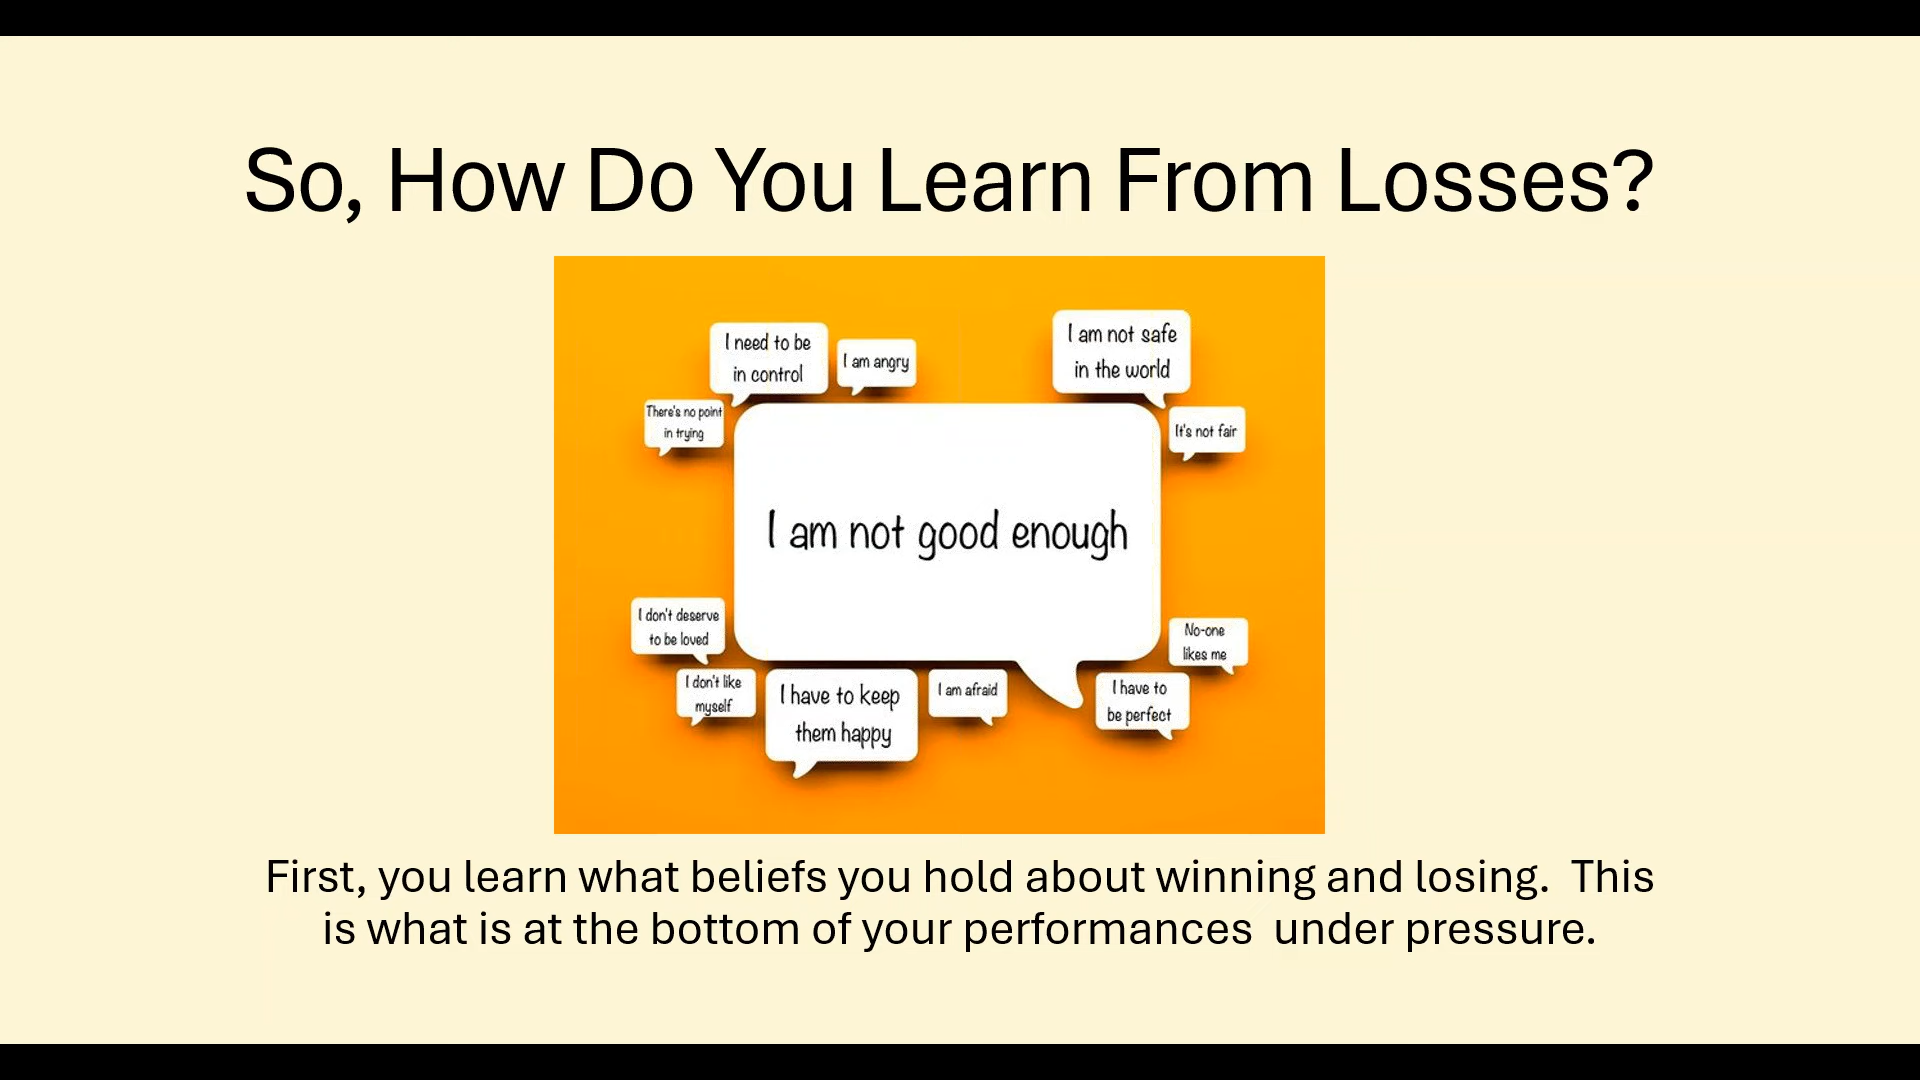 So, How Do You Learn From Losses?
I need to be
in control
I am angry
I am not safe
in the world
There's no point
in trying
It's not fair
I am not good enough
I don't deserve
to be loved
No-one
likes me
I don't like
myself
I have to keep
them happy
I am afraid
I have to
be perfect
First, you learn what beliefs you hold about winning and losing.  This
is what is at the bottom of your performances  under pressure.